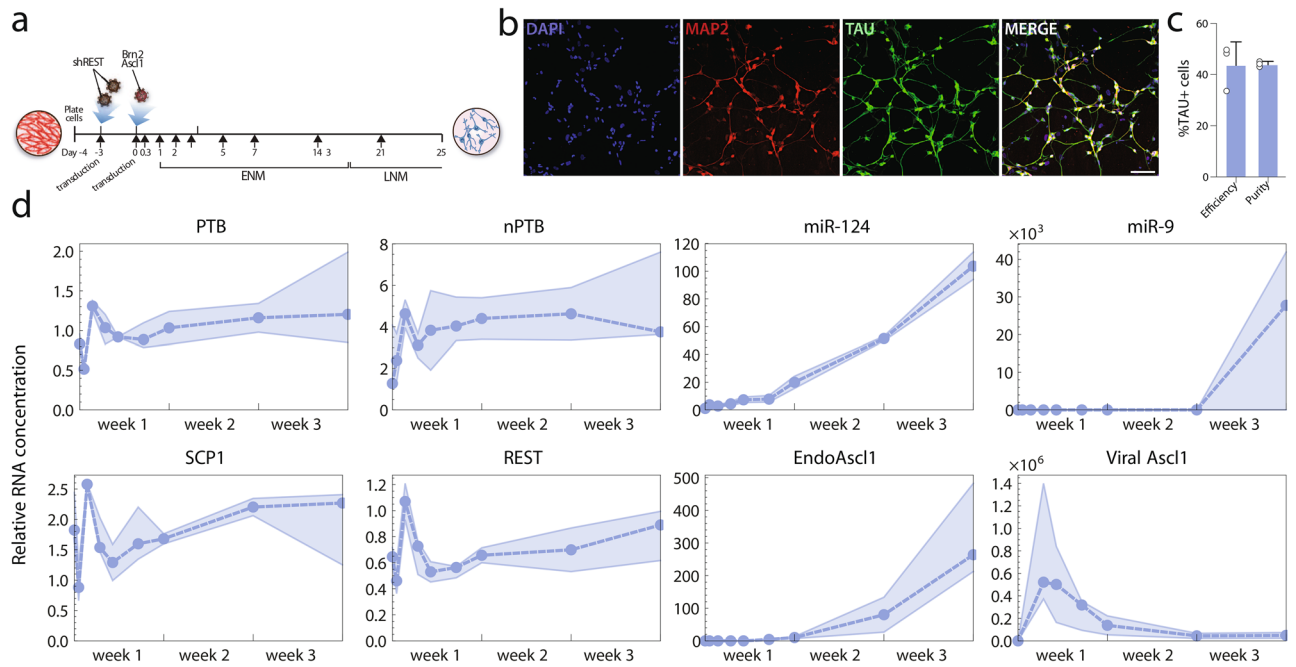 a
shREST
Brn2
Ascl1
Plate
cells
Day -4 -3 0 0.3 1 2 5 7 14 3 21 25
transduction
transduction
ENM
LNM
b
DAPI
MAP2
TAU
MERGE
c
%TAU+ cells
60
40
20
0
Efficiency
Purity
d
Relative RNA concentration
PTB
2.0
1.5
1.0
0.5
0.0
week 1 week 2 week 3
nPTB
8
6
4
2
0
week 1 week 2 week 3
miR-124
120
100
80
60
40
20
0
week 1 week 2 week 3
miR-9
×10³
40
30
20
10
0
week 1 week 2 week 3
SCP1
2.5
2.0
1.5
1.0
0.5
0.0
week 1 week 2 week 3
REST
1.2
1.0
0.8
0.6
0.4
0.2
0.0
week 1 week 2 week 3
EndoAscl1
500
400
300
200
100
0
week 1 week 2 week 3
Viral Ascl1
×10⁶
1.4
1.2
1.0
0.8
0.6
0.4
0.2
0.0
week 1 week 2 week 3